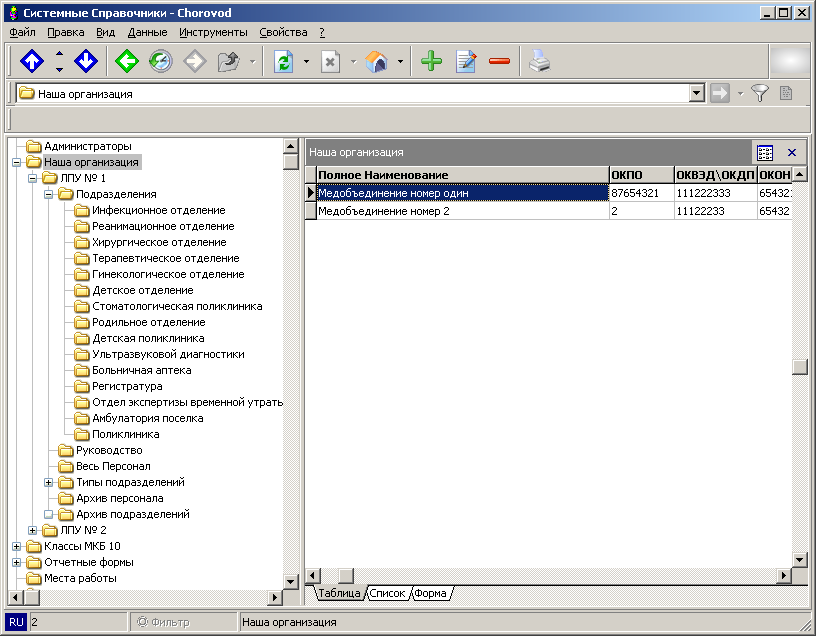 Системные Справочники - Chorovod
Файл Правка Вид Данные Инструменты Свойства ?
Наша организация
Администраторы
Наша организация
ЛПУ № 1
Подразделения
Инфекционное отделение
Реанимационное отделение
Хирургическое отделение
Терапевтическое отделение
Гинекологическое отделение
Детское отделение
Стоматологическая поликлиника
Родильное отделение
Детская поликлиника
Ультразвуковой диагностики
Больничная аптека
Регистратура
Отдел экспертизы временной утрать
Амбулатория поселка
Поликлиника
Руководство
Весь Персонал
Типы подразделений
Архив персонала
Архив подразделений
ЛПУ № 2
Классы МКБ 10
Отчетные формы
Места работы
Наша организация
Полное Наименование ОКПО ОКВЭД\ОКДП ОКОН
Медобъединение номер один 87654321 111222333 65432
Медобъединение номер 2 2 11122233 65432
Таблица Список Форма
RU 2 Фильтр Наша организация